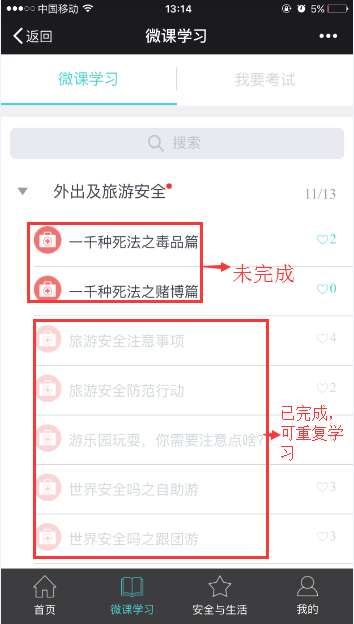 中国移动 13:14 5%
返回 微课学习
微课学习 我要考试
搜索
外出及旅游安全 11/13
一千种死法之毒品篇 2
未完成
一千种死法之赌博篇 0
旅游安全注意事项 4
旅游安全防范行动 2
已完成，
可重复学
习
游乐园玩耍，你需要注意点啥?
世界安全吗之自助游 3
世界安全吗之跟团游 3
首页 微课学习 安全与生活 我的